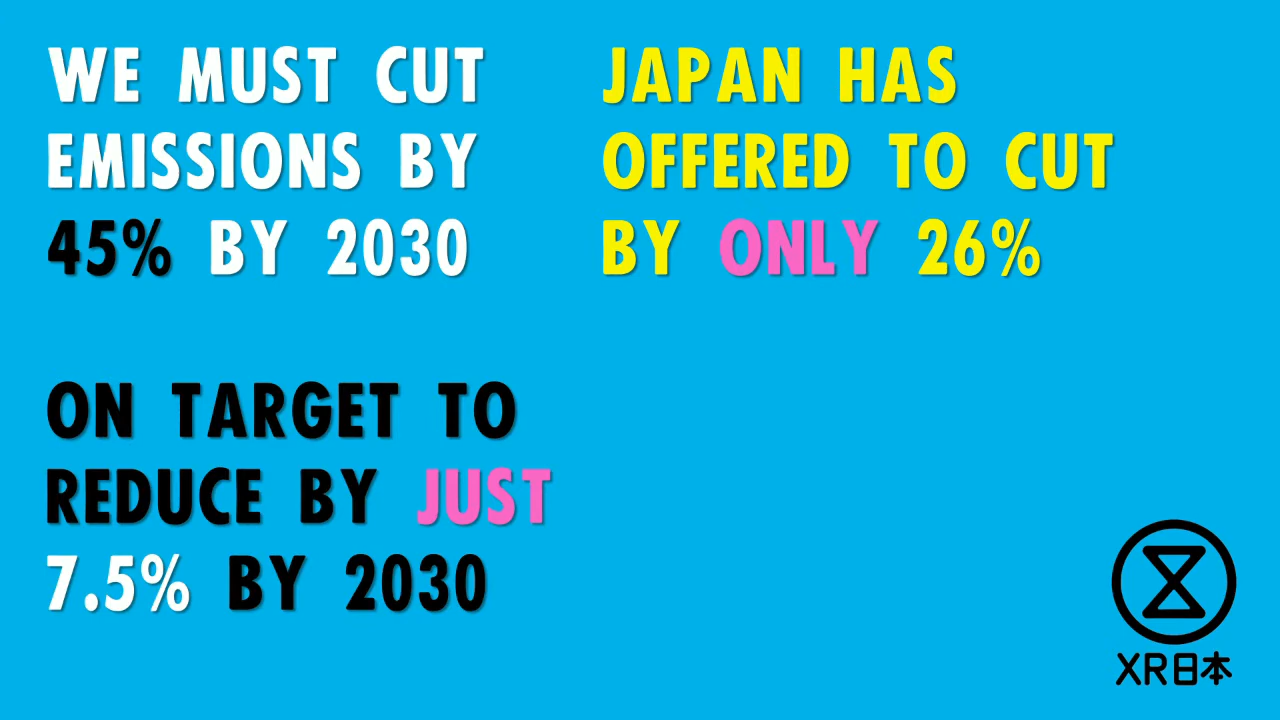 WE MUST CUT
EMISSIONS BY
45% BY 2030
JAPAN HAS
OFFERED TO CUT
BY ONLY 26%
ON TARGET TO
REDUCE BY JUST
7.5% BY 2030
XR日本